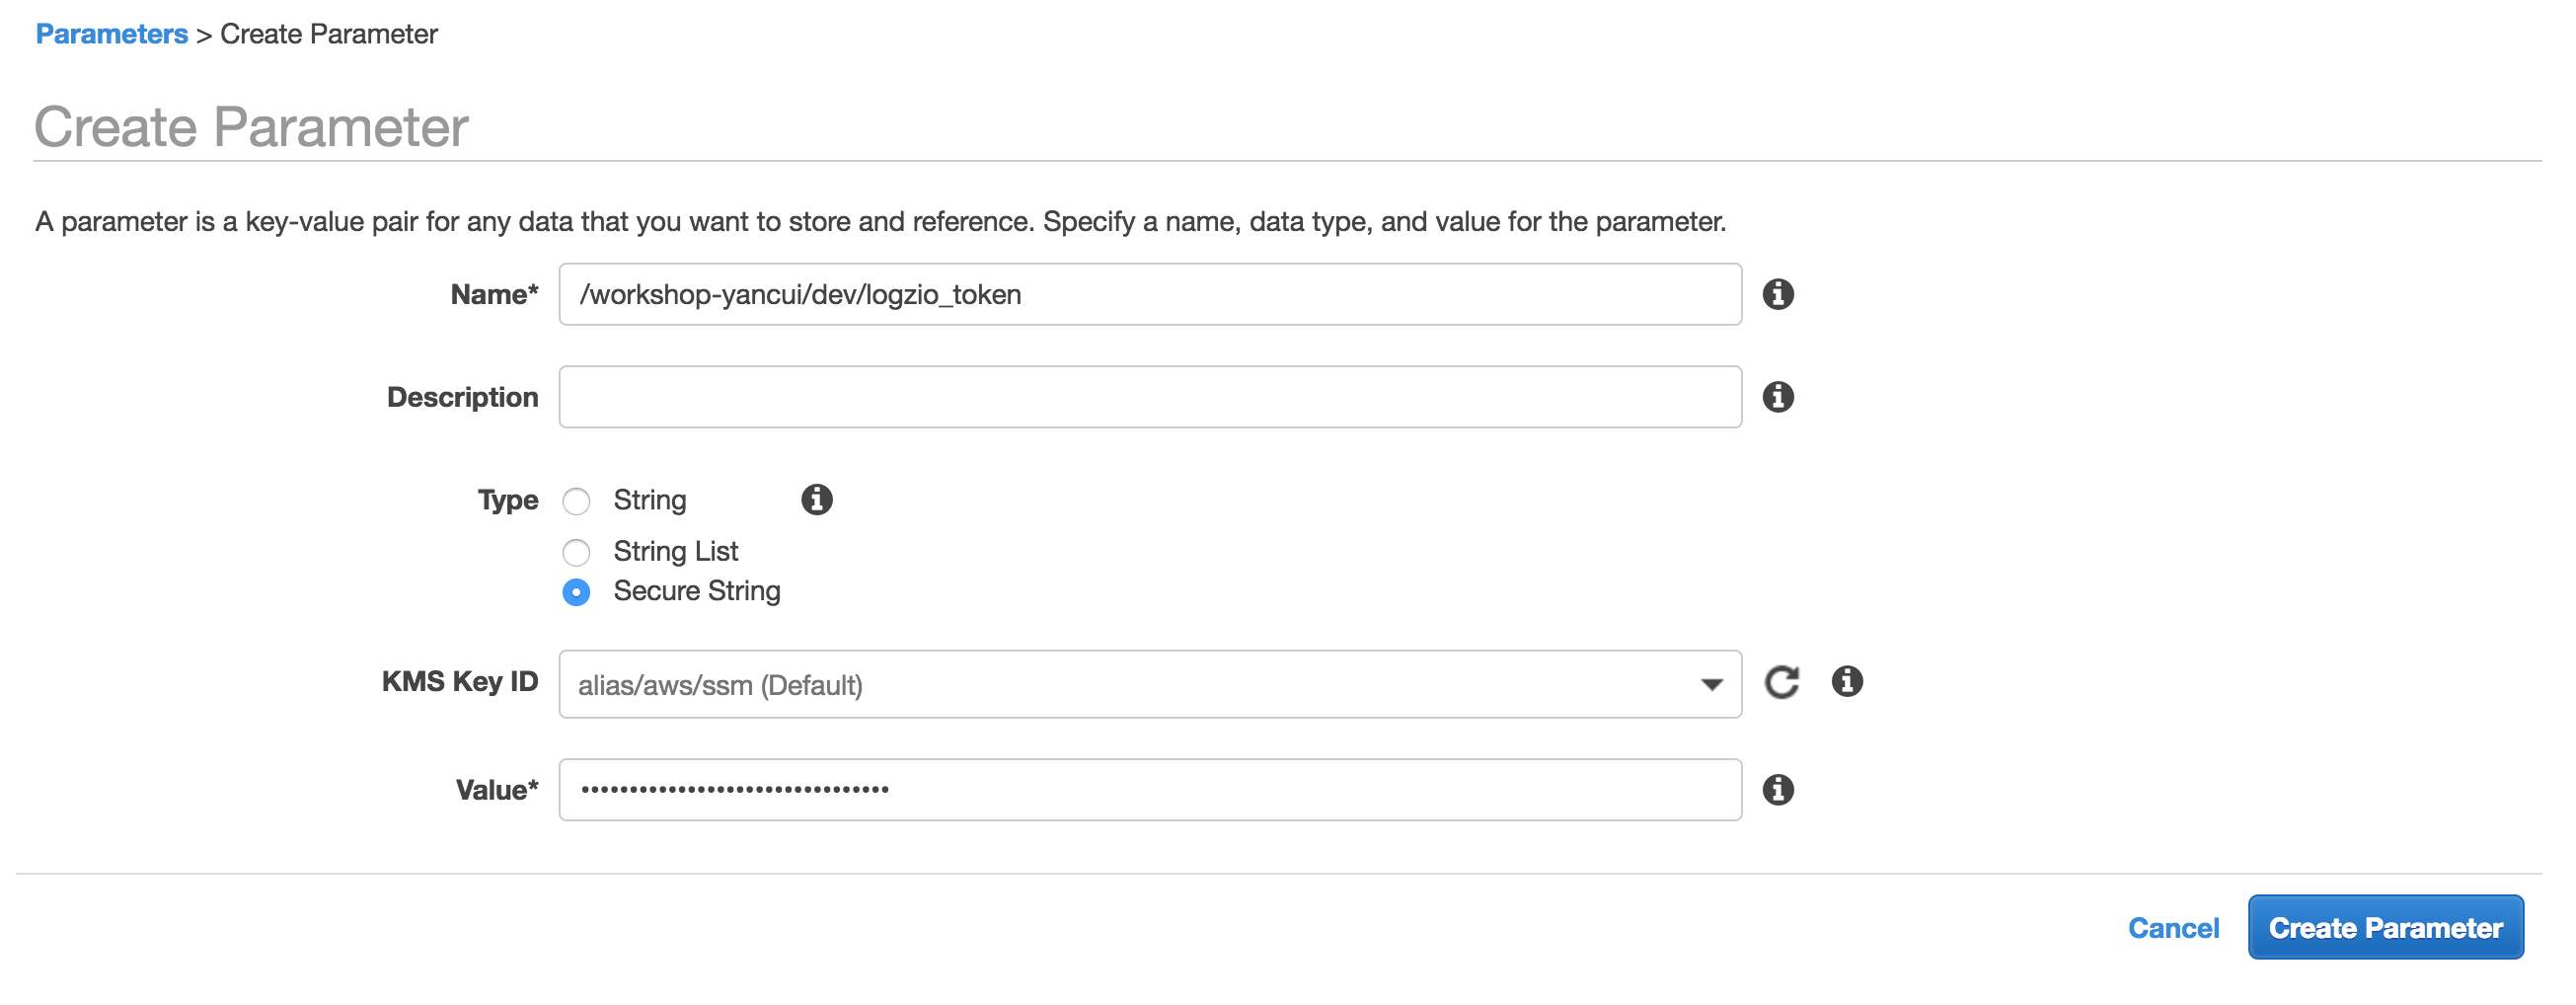 Parameters > Create Parameter
Create Parameter
A parameter is a key-value pair for any data that you want to store and reference. Specify a name, data type, and value for the parameter.
Name* /workshop-yancui/dev/logzio_token
Description
Type String
String List
Secure String
KMS Key ID alias/aws/ssm (Default)
Value* ••••••••••••••••••••••••••••••••
Cancel Create Parameter